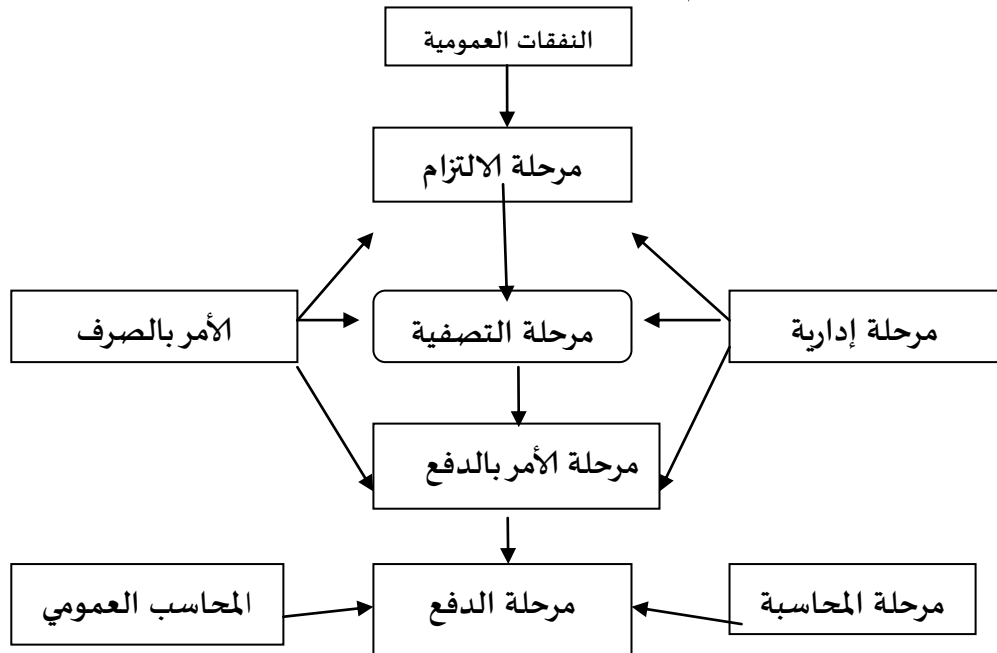 النفقات العمومية
مرحلة الالتزام
مرحلة إدارية
مرحلة التصفية
الأمر بالصرف
مرحلة الأمر بالدفع
مرحلة المحاسبة
مرحلة الدفع
المحاسب العمومي